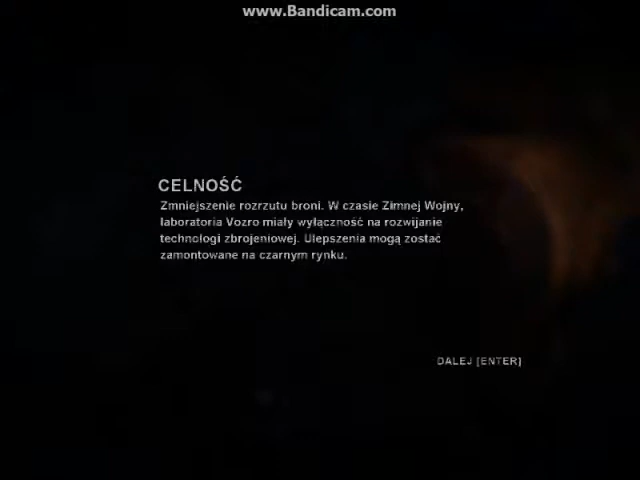 www.Bandicam.com
CELNOŚĆ
Zmniejszenie rozrzutu broni. W czasie Zimnej Wojny,
laboratoria Vozro miały wyłączność na rozwijanie
technologi zbrojeniowej. Ulepszenia mogą zostać
zamontowane na czarnym rynku.
DALEJ [ENTER]